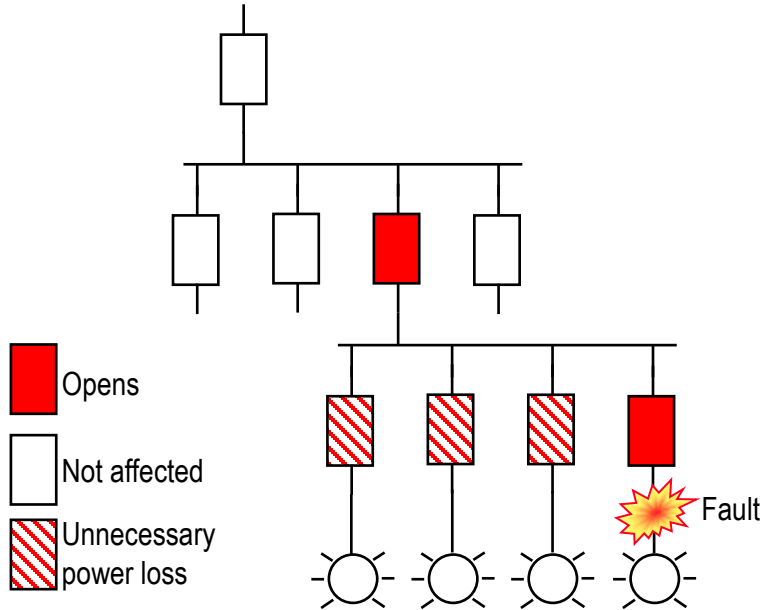 Opens
Not affected
Unnecessary
power loss
Fault